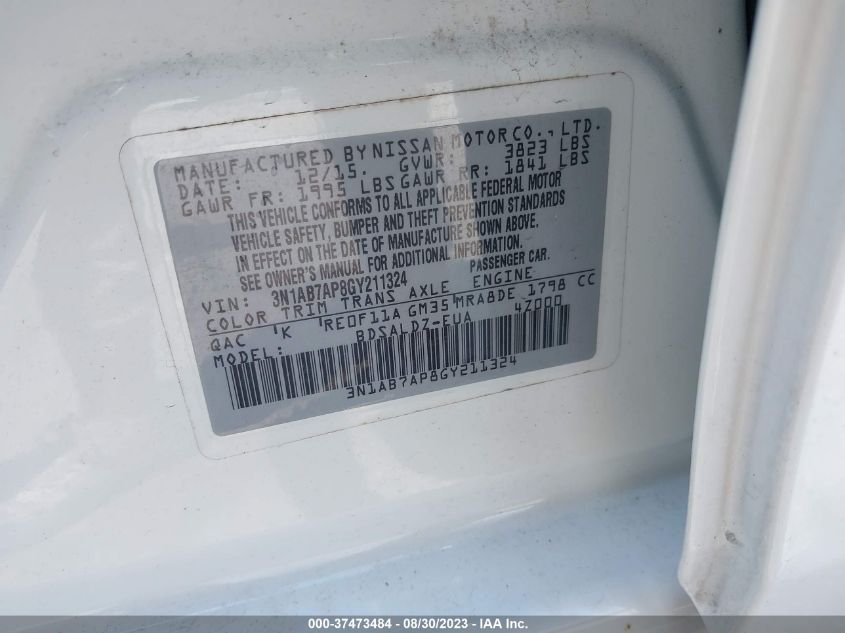 MANUFACTURED BY NISSAN MOTOR CO., LTD.
DATE: 12/15. GVWR: 3823 LBS
GAWR FR: 1995 LBS GAWR RR: 1841 LBS
THIS VEHICLE CONFORMS TO ALL APPLICABLE FEDERAL MOTOR
VEHICLE SAFETY, BUMPER AND THEFT PREVENTION STANDARDS
IN EFFECT ON THE DATE OF MANUFACTURE SHOWN ABOVE.
SEE OWNER'S MANUAL FOR ADDITIONAL INFORMATION.
VIN: 3N1AB7AP8GY211324 PASSENGER CAR.
COLOR TRIM TRANS AXLE ENGINE
QAC 'K 'RE0F11A GM35 MRA8DE 1798 CC
MODEL: BDSALDZ-EUA 4Z000
3N1AB7AP8GY211324
000-37473484 - 08/30/2023 - IAA Inc.